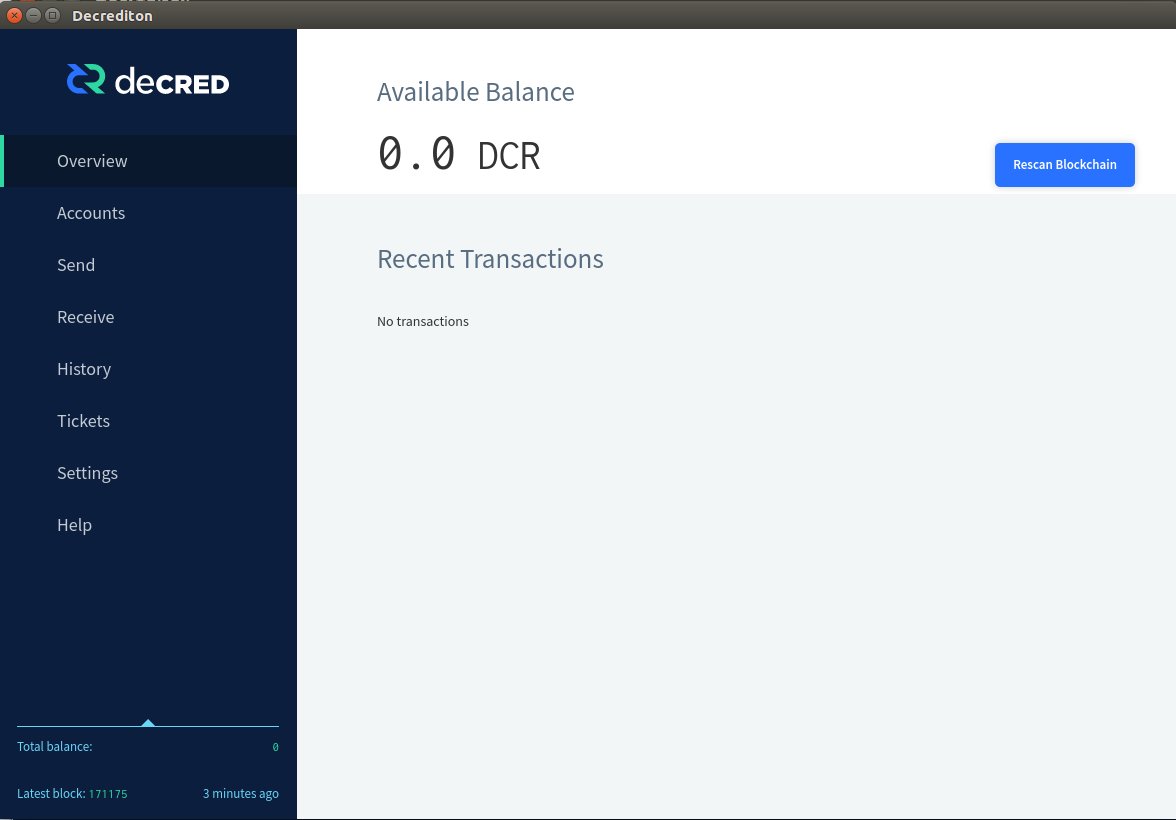 Decrediton
deCRED
Overview
Accounts
Send
Receive
History
Tickets
Settings
Help
Total balance: 0
Latest block: 171175 3 minutes ago
Available Balance
0.0 DCR
Rescan Blockchain
Recent Transactions
No transactions